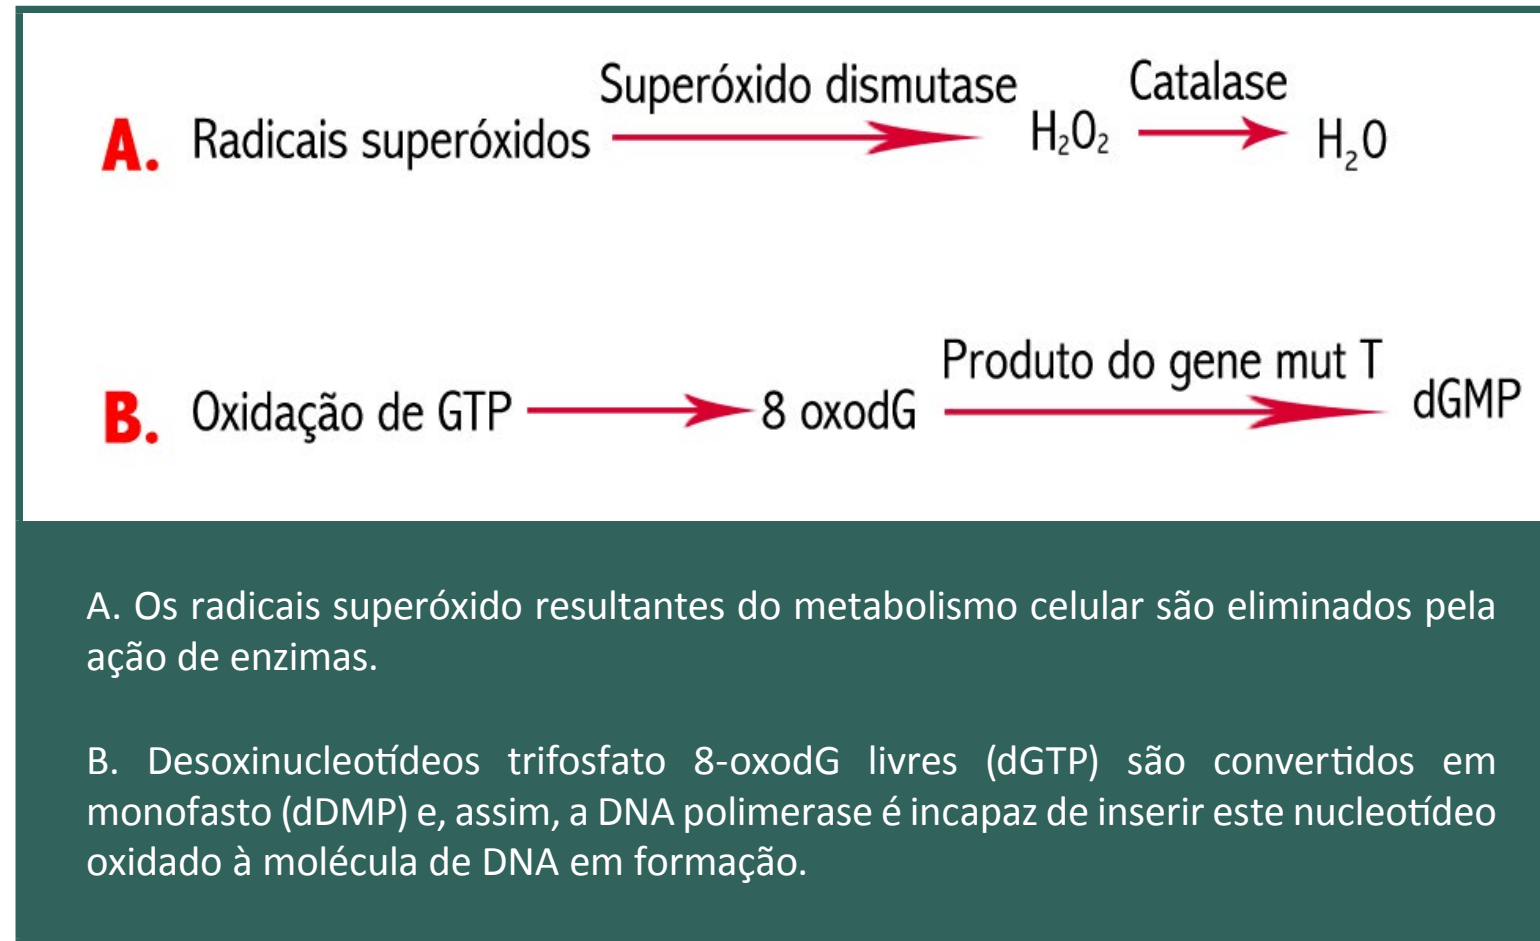 Superóxido dismutase Catalase
A. Radicais superóxidos H₂O₂ H₂O
Produto do gene mut T
B. Oxidação de GTP 8 oxodG dGMP
A. Os radicais superóxido resultantes do metabolismo celular são eliminados pela
ação de enzimas.
B. Desoxinucleotídeos trifosfato 8-oxodG livres (dGTP) são convertidos em
monofasto (dDMP) e, assim, a DNA polimerase é incapaz de inserir este nucleotídeo
oxidado à molécula de DNA em formação.